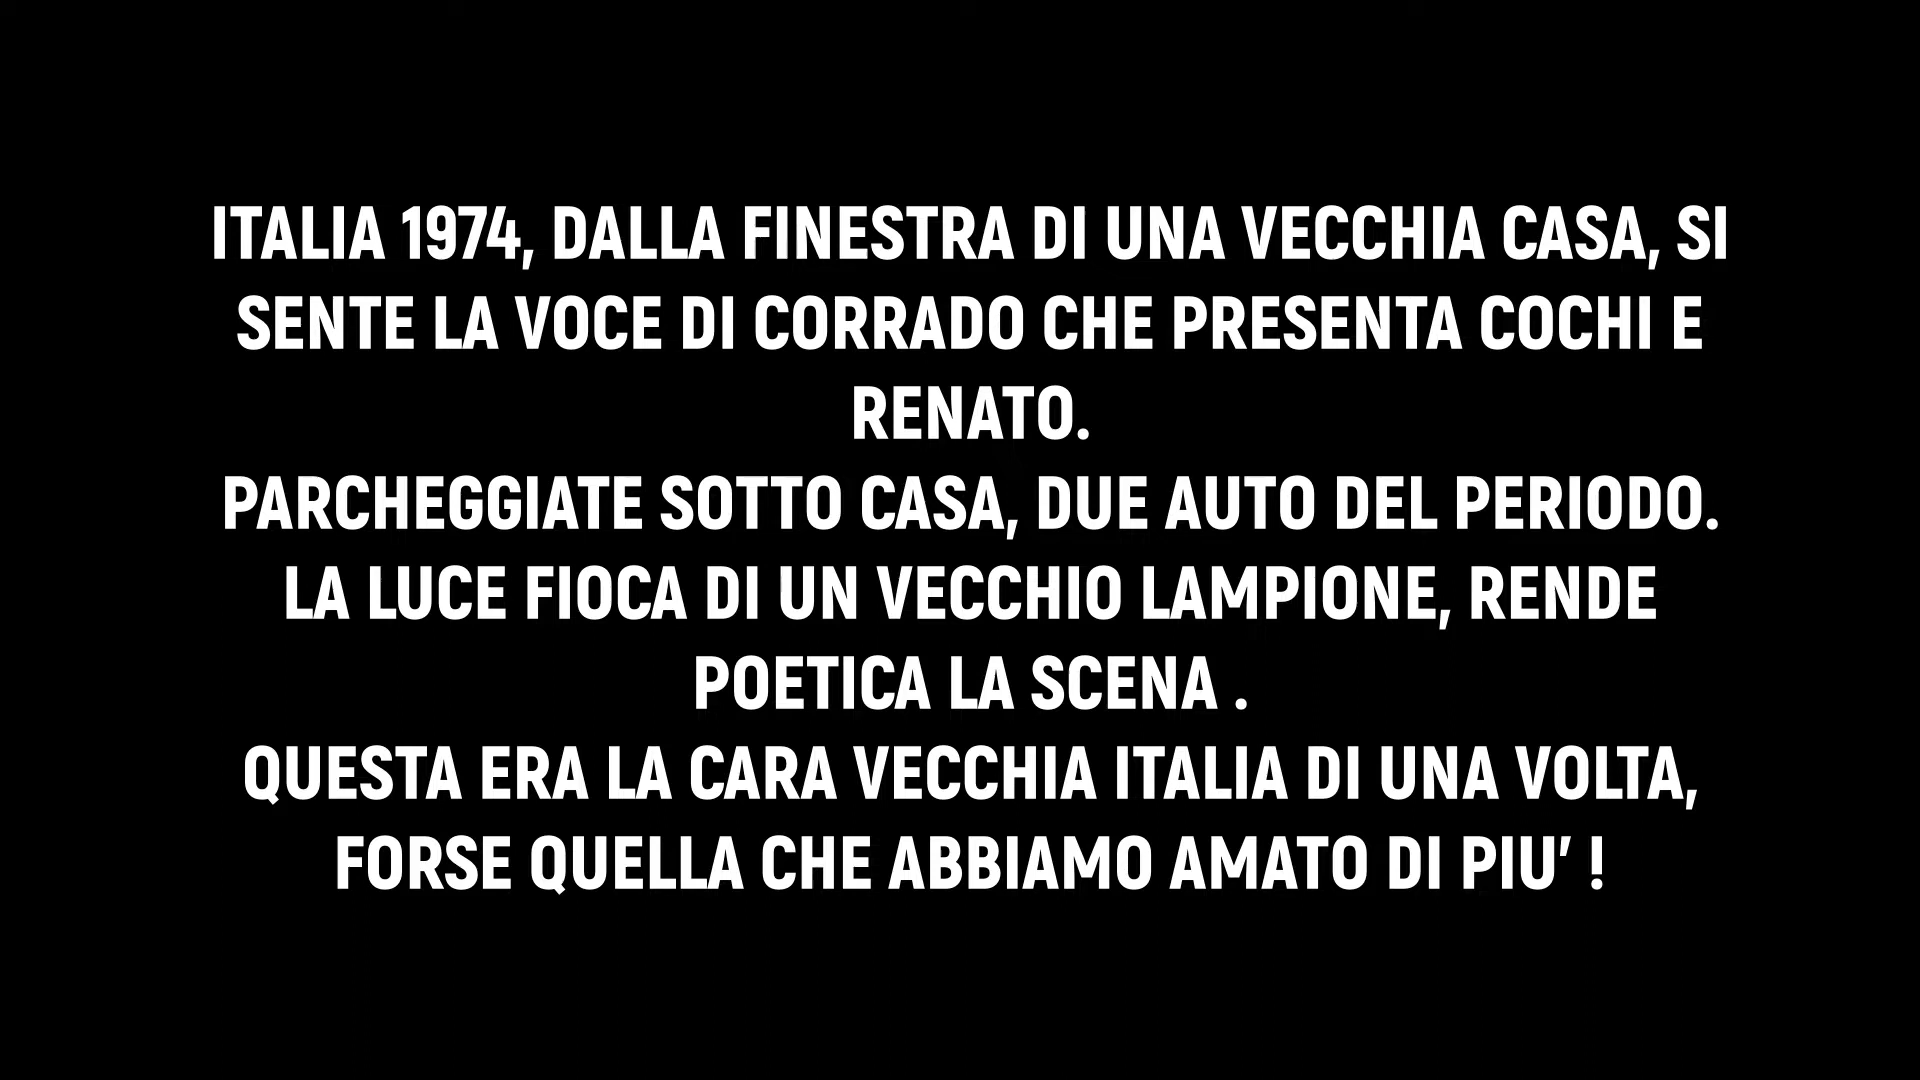 ITALIA 1974, DALLA FINESTRA DI UNA VECCHIA CASA, SI
SENTE LA VOCE DI CORRADO CHE PRESENTA COCHI E
RENATO.
PARCHEGGIATE SOTTO CASA, DUE AUTO DEL PERIODO.
LA LUCE FIOCA DI UN VECCHIO LAMPIONE, RENDE
POETICA LA SCENA .
QUESTA ERA LA CARA VECCHIA ITALIA DI UNA VOLTA,
FORSE QUELLA CHE ABBIAMO AMATO DI PIU' !